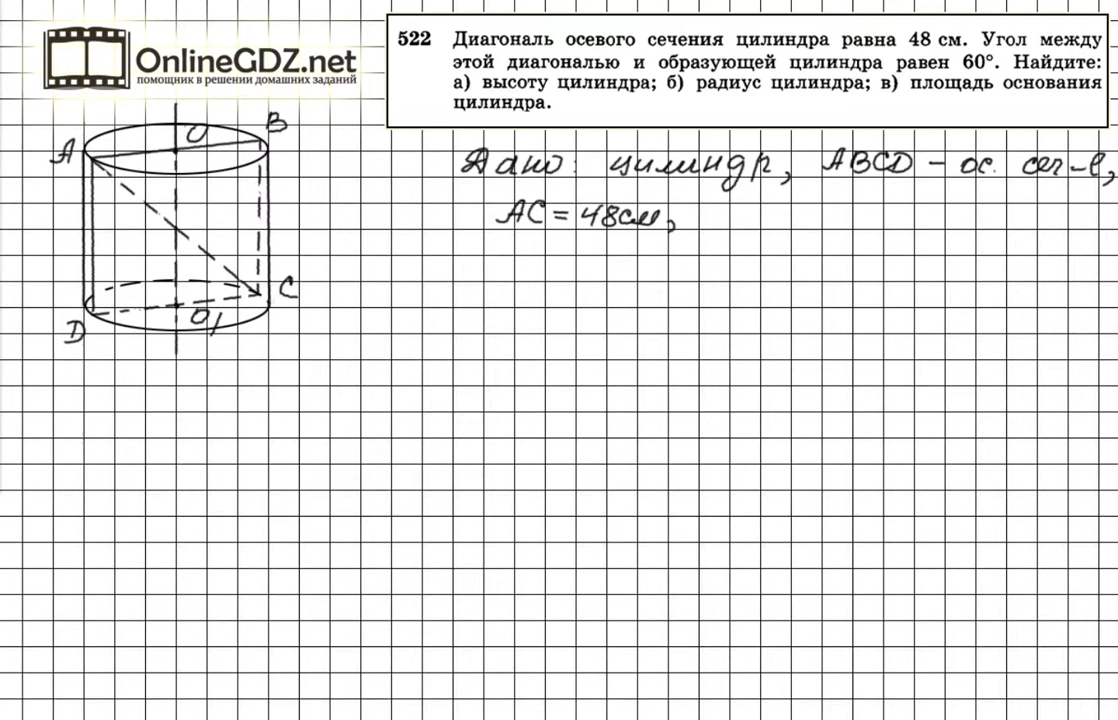 OnlineGDZ.net
помощник в решении домашних заданий
522 Диагональ осевого сечения цилиндра равна 48 см. Угол между
этой диагональю и образующей цилиндра равен 60°. Найдите:
а) высоту цилиндра; б) радиус цилиндра; в) площадь основания
цилиндра.
A O B
D O₁ C
Дано: цилиндр, ABCD – ос. сеч-е,
AC = 48см,